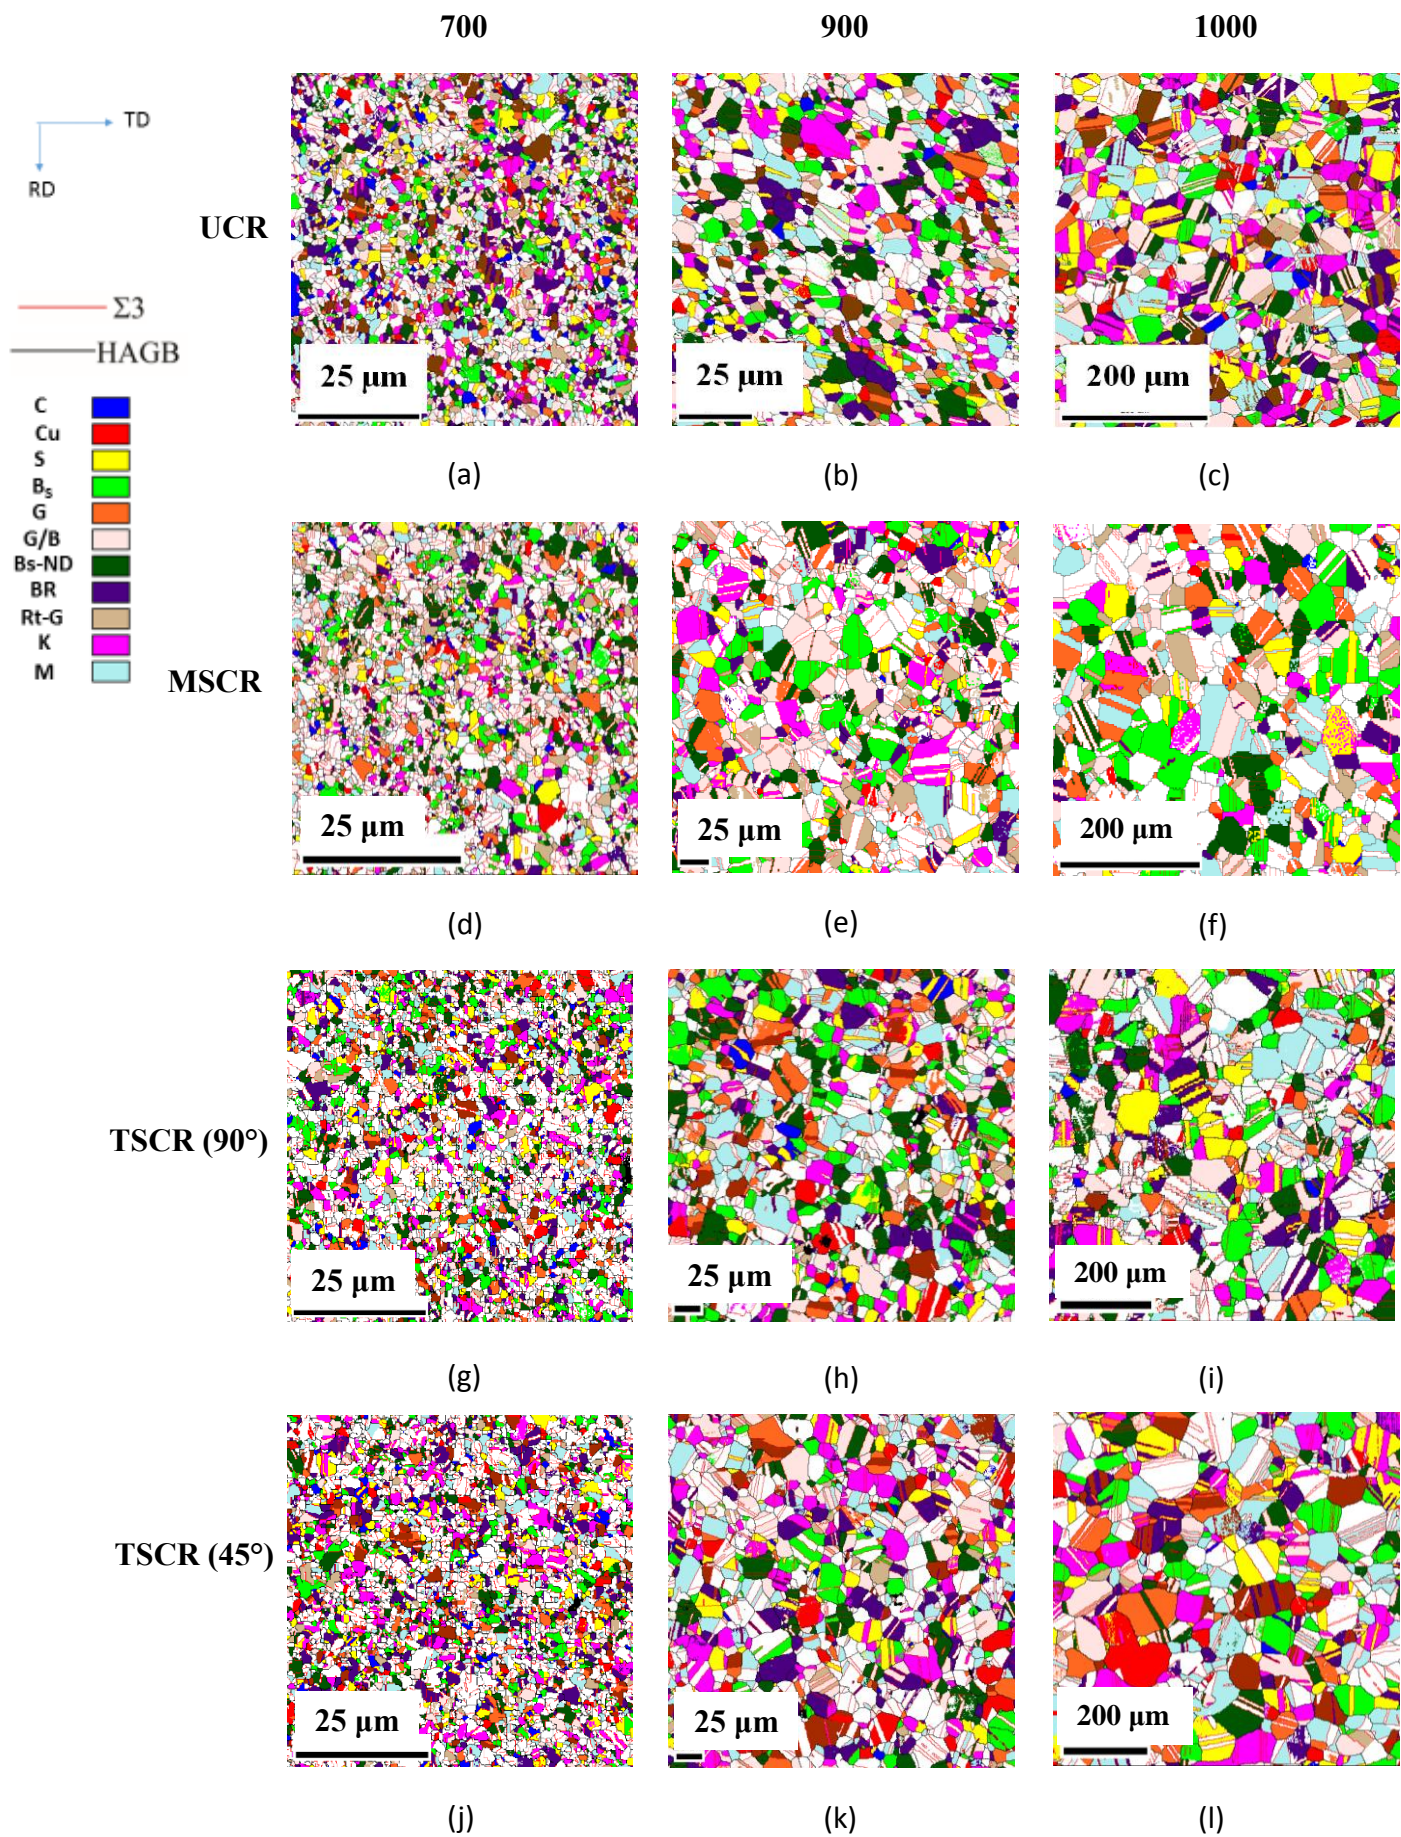 700 900 1000
TD
RD
UCR
Σ3
HAGB
25 μm 25 μm 200 μm
C
Cu
S
B_s
G
G/B
Bs-ND
BR
Rt-G
K
M
(a) (b) (c)
MSCR
25 μm 25 μm 200 μm
(d) (e) (f)
TSCR (90°)
25 μm 25 μm 200 μm
(g) (h) (i)
TSCR (45°)
25 μm 25 μm 200 μm
(j) (k) (l)